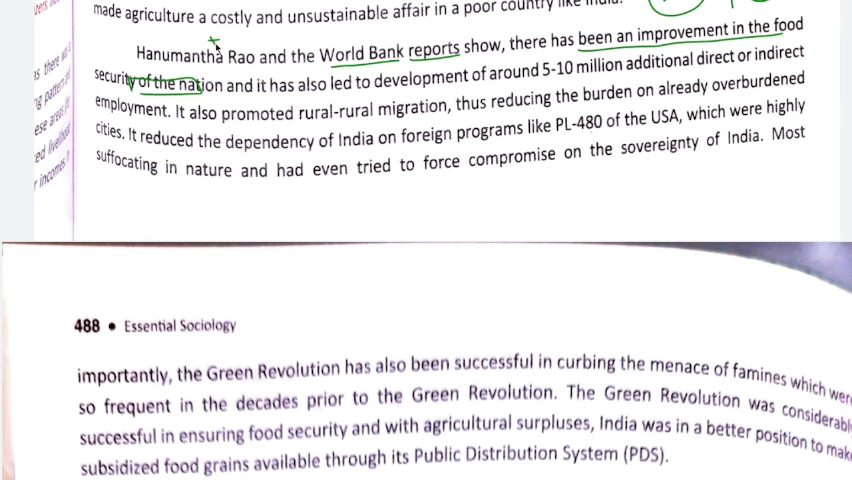 made agriculture a costly and unsustainable affair in a poor country like India.
Hanumantha Rao and the World Bank reports show, there has been an improvement in the food
security of the nation and it has also led to development of around 5-10 million additional direct or indirect
employment. It also promoted rural-rural migration, thus reducing the burden on already overburdened
cities. It reduced the dependency of India on foreign programs like PL-480 of the USA, which were highly
suffocating in nature and had even tried to force compromise on the sovereignty of India. Most
488 • Essential Sociology
importantly, the Green Revolution has also been successful in curbing the menace of famines which were
so frequent in the decades prior to the Green Revolution. The Green Revolution was considerably
successful in ensuring food security and with agricultural surpluses, India was in a better position to make
subsidized food grains available through its Public Distribution System (PDS).